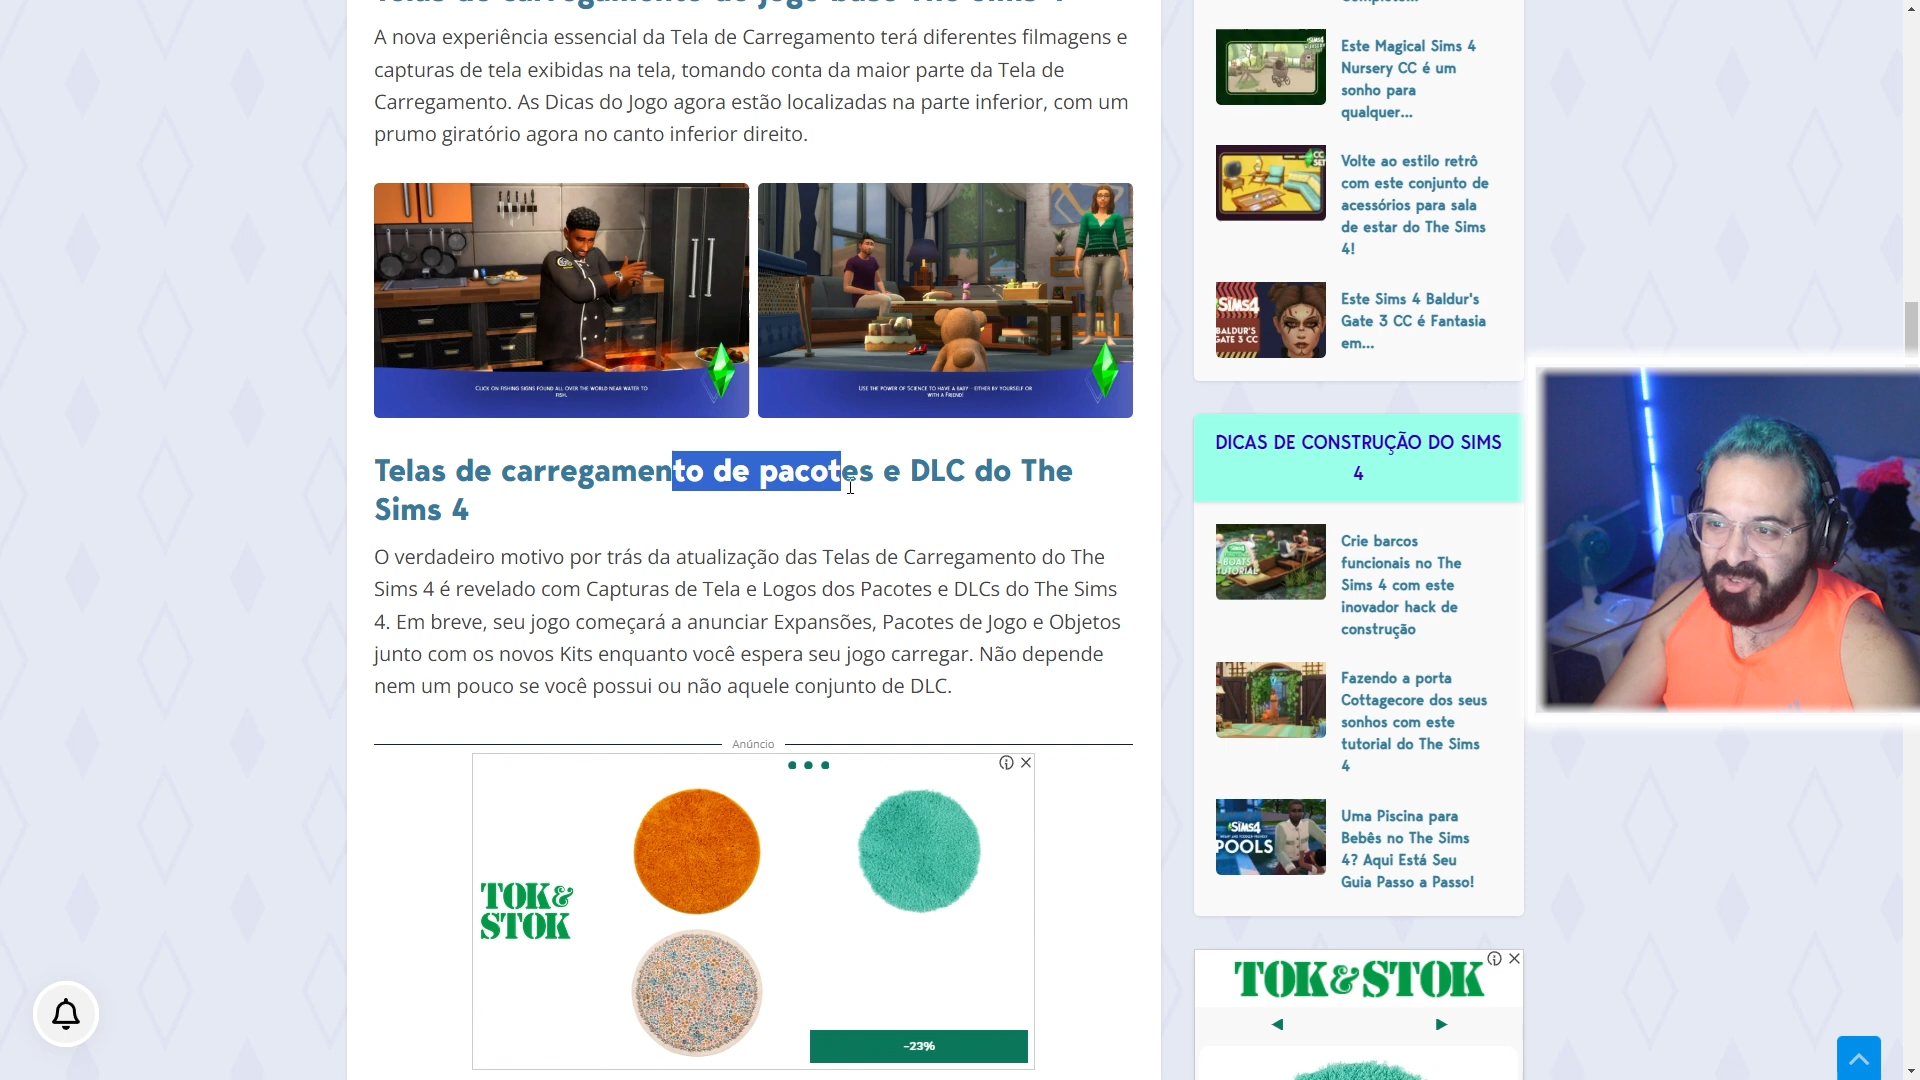 Telas de carregamento do jogo base The Sims 4
A nova experiência essencial da Tela de Carregamento terá diferentes filmagens e
capturas de tela exibidas na tela, tomando conta da maior parte da Tela de
Carregamento. As Dicas do Jogo agora estão localizadas na parte inferior, com um
prumo giratório agora no canto inferior direito.
CLICK ON FISHING SIGNS FOUND ALL OVER THE WORLD NEAR WATER TO
FISH.
USE THE POWER OF SCIENCE TO HAVE A BABY - EITHER BY YOURSELF OR
WITH A FRIEND!
Telas de carregamento de pacotes e DLC do The
Sims 4
O verdadeiro motivo por trás da atualização das Telas de Carregamento do The
Sims 4 é revelado com Capturas de Tela e Logos dos Pacotes e DLCs do The Sims
4. Em breve, seu jogo começará a anunciar Expansões, Pacotes de Jogo e Objetos
junto com os novos Kits enquanto você espera seu jogo carregar. Não depende
nem um pouco se você possui ou não aquele conjunto de DLC.
Anúncio
TOK&
STOK
-23%
Este Magical Sims 4
Nursery CC é um
sonho para
qualquer...
Volte ao estilo retrô
com este conjunto de
acessórios para sala
de estar do The Sims
4!
SIMS4
BALDUR'S
GATE 3 CC
Este Sims 4 Baldur's
Gate 3 CC é Fantasia
em...
DICAS DE CONSTRUÇÃO DO SIMS
4
BOATS
TUTORIAL
Crie barcos
funcionais no The
Sims 4 com este
inovador hack de
construção
Fazendo a porta
Cottagecore dos seus
sonhos com este
tutorial do The Sims
4
SIMS4
POOLS
Uma Piscina para
Bebês no The Sims
4? Aqui Está Seu
Guia Passo a Passo!
TOK&STOK